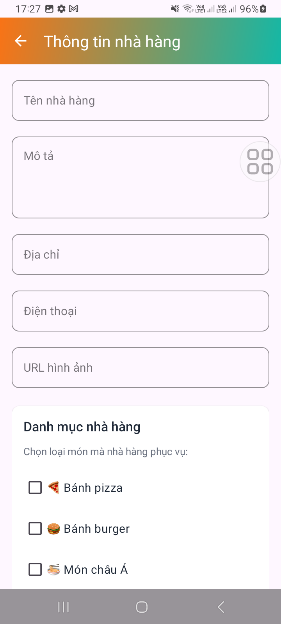 17:27 96%
Thông tin nhà hàng
Tên nhà hàng
Mô tả
Địa chỉ
Điện thoại
URL hình ảnh
Danh mục nhà hàng
Chọn loại món mà nhà hàng phục vụ:
Bánh pizza
Bánh burger
Món châu Á